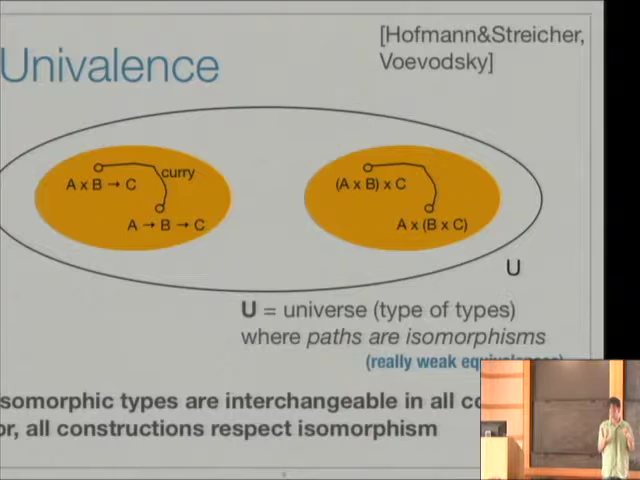 Univalence
[Hofmann&Streicher,
Voevodsky]
A x B → C
curry
A → B → C
(A x B) x C
A x (B x C)
U
U = universe (type of types)
where paths are isomorphisms
(really weak
somorphic types are interchangeable in all
or, all constructions respect isomorphism